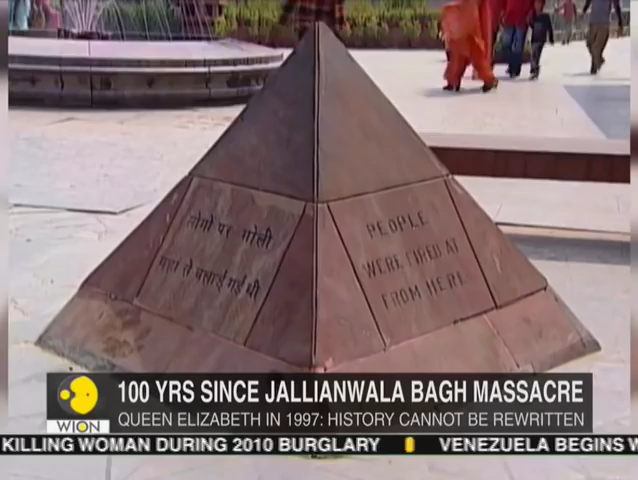 लोगों पर गोली
यहां से चलाई गई थी
PEOPLE
WERE FIRED AT
FROM HERE
100 YRS SINCE JALLIANWALA BAGH MASSACRE
QUEEN ELIZABETH IN 1997: HISTORY CANNOT BE REWRITTEN
WION
KILLING WOMAN DURING 2010 BURGLARY VENEZUELA BEGINS W